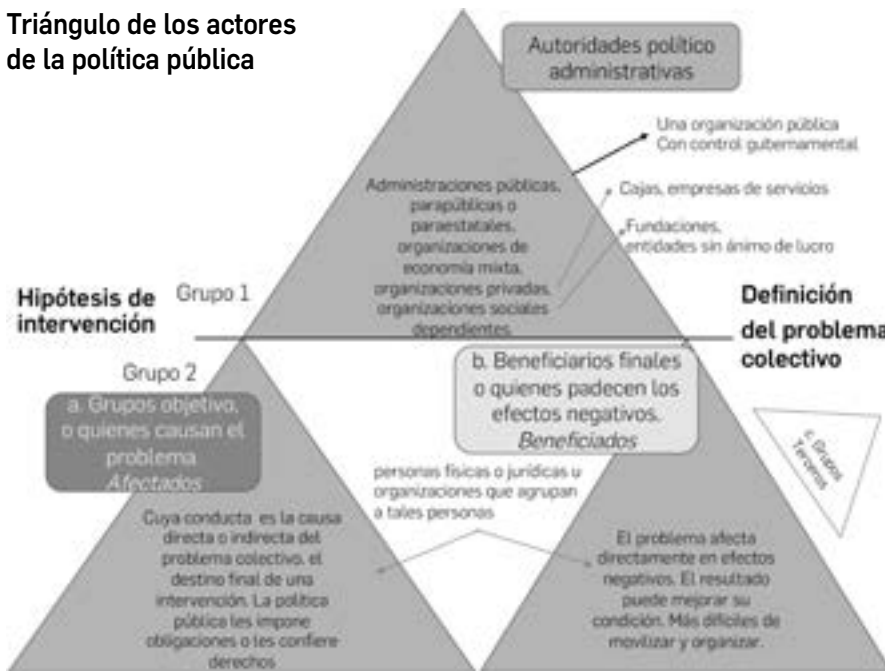 Triángulo de los actores
de la política pública
Autoridades político
administrativas
Una organización pública
Con control gubernamental
Administraciones públicas,
parapúblicas o
paraestatales,
organizaciones de
economía mixta,
organizaciones privadas,
organizaciones sociales
dependientes.
Cajas, empresas de servicios
Fundaciones,
entidades sin ánimo de lucro
Hipótesis de
intervención
Grupo 1
Definición
del problema
colectivo
Grupo 2
a. Grupos objetivo,
o quienes causan el
problema
Afectados
b. Beneficiarios finales
o quienes padecen los
efectos negativos.
Beneficiados
c. Grupos
Terceros
personas físicas o jurídicas u
organizaciones que agrupan
a tales personas
Cuya conducta es la causa
directa o indirecta del
problema colectivo, el
destino final de una
intervención. La política
pública les impone
obligaciones o les confiere
derechos
El problema afecta
directamente en efectos
negativos. El resultado
puede mejorar su
condición. Más difíciles de
movilizar y organizar.